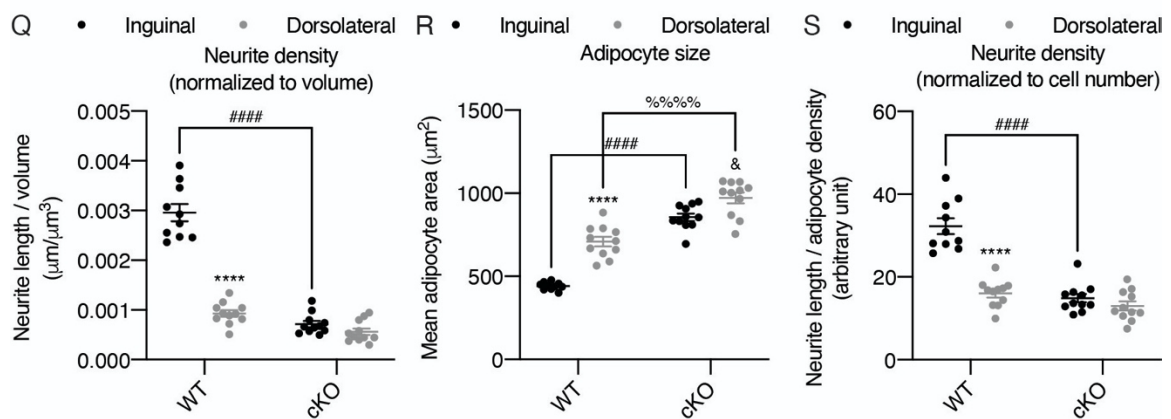 Q
Inguinal Dorsolateral
Neurite density
(normalized to volume)
Neurite length / volume
(μm/μm³)
0.005
0.004
0.003
0.002
0.001
0.000
####
****
WT
cKO
R
Inguinal Dorsolateral
Adipocyte size
Mean adipocyte area (μm²)
1500
1000
500
0
%%%%
####
&
****
WT
cKO
S
Inguinal Dorsolateral
Neurite density
(normalized to cell number)
Neurite length / adipocyte density
(arbitrary unit)
60
40
20
0
####
****
WT
cKO